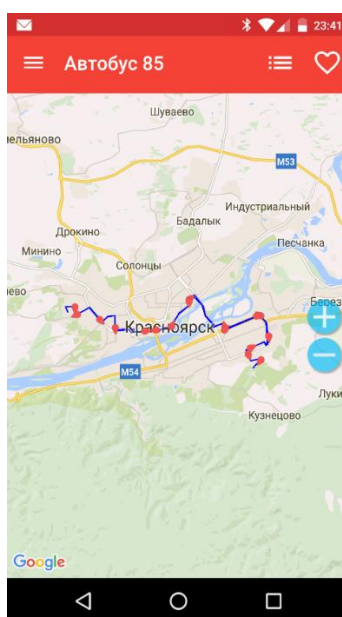 23:41
Автобус 85
Шуваево
ельяново
M53
Индустриальный
Бадалык
Дрокино
Песчанка
Минино
Солонцы
ево
Берез
Красноярск
M54
Луки
Кузнецово
Google